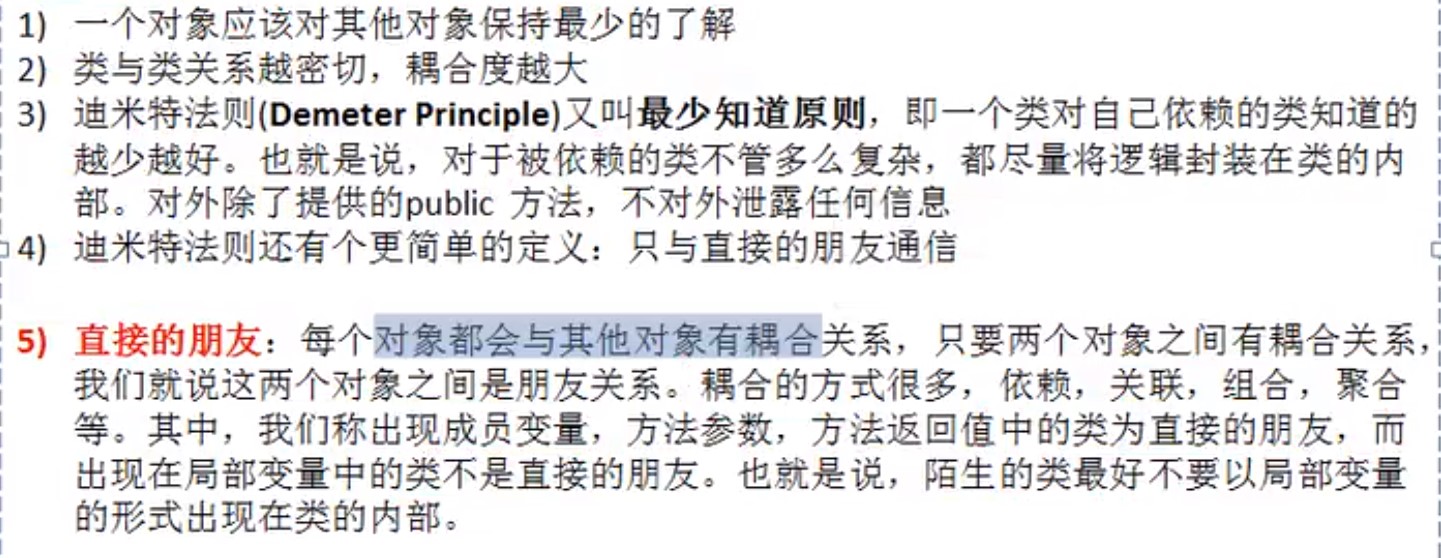 1) 一个对象应该对其他对象保持最少的了解
2) 类与类关系越密切，耦合度越大
3) 迪米特法则(Demeter Principle)又叫最少知道原则，即一个类对自己依赖的类知道的
越少越好。也就是说，对于被依赖的类不管多么复杂，都尽量将逻辑封装在类的内
部。对外除了提供的public 方法，不对外泄露任何信息
4) 迪米特法则还有个更简单的定义：只与直接的朋友通信
5) 直接的朋友：每个对象都会与其他对象有耦合关系，只要两个对象之间有耦合关系，
我们就说这两个对象之间是朋友关系。耦合的方式很多，依赖，关联，组合，聚合
等。其中，我们称出现成员变量，方法参数，方法返回值中的类为直接的朋友，而
出现在局部变量中的类不是直接的朋友。也就是说，陌生的类最好不要以局部变量
的形式出现在类的内部。